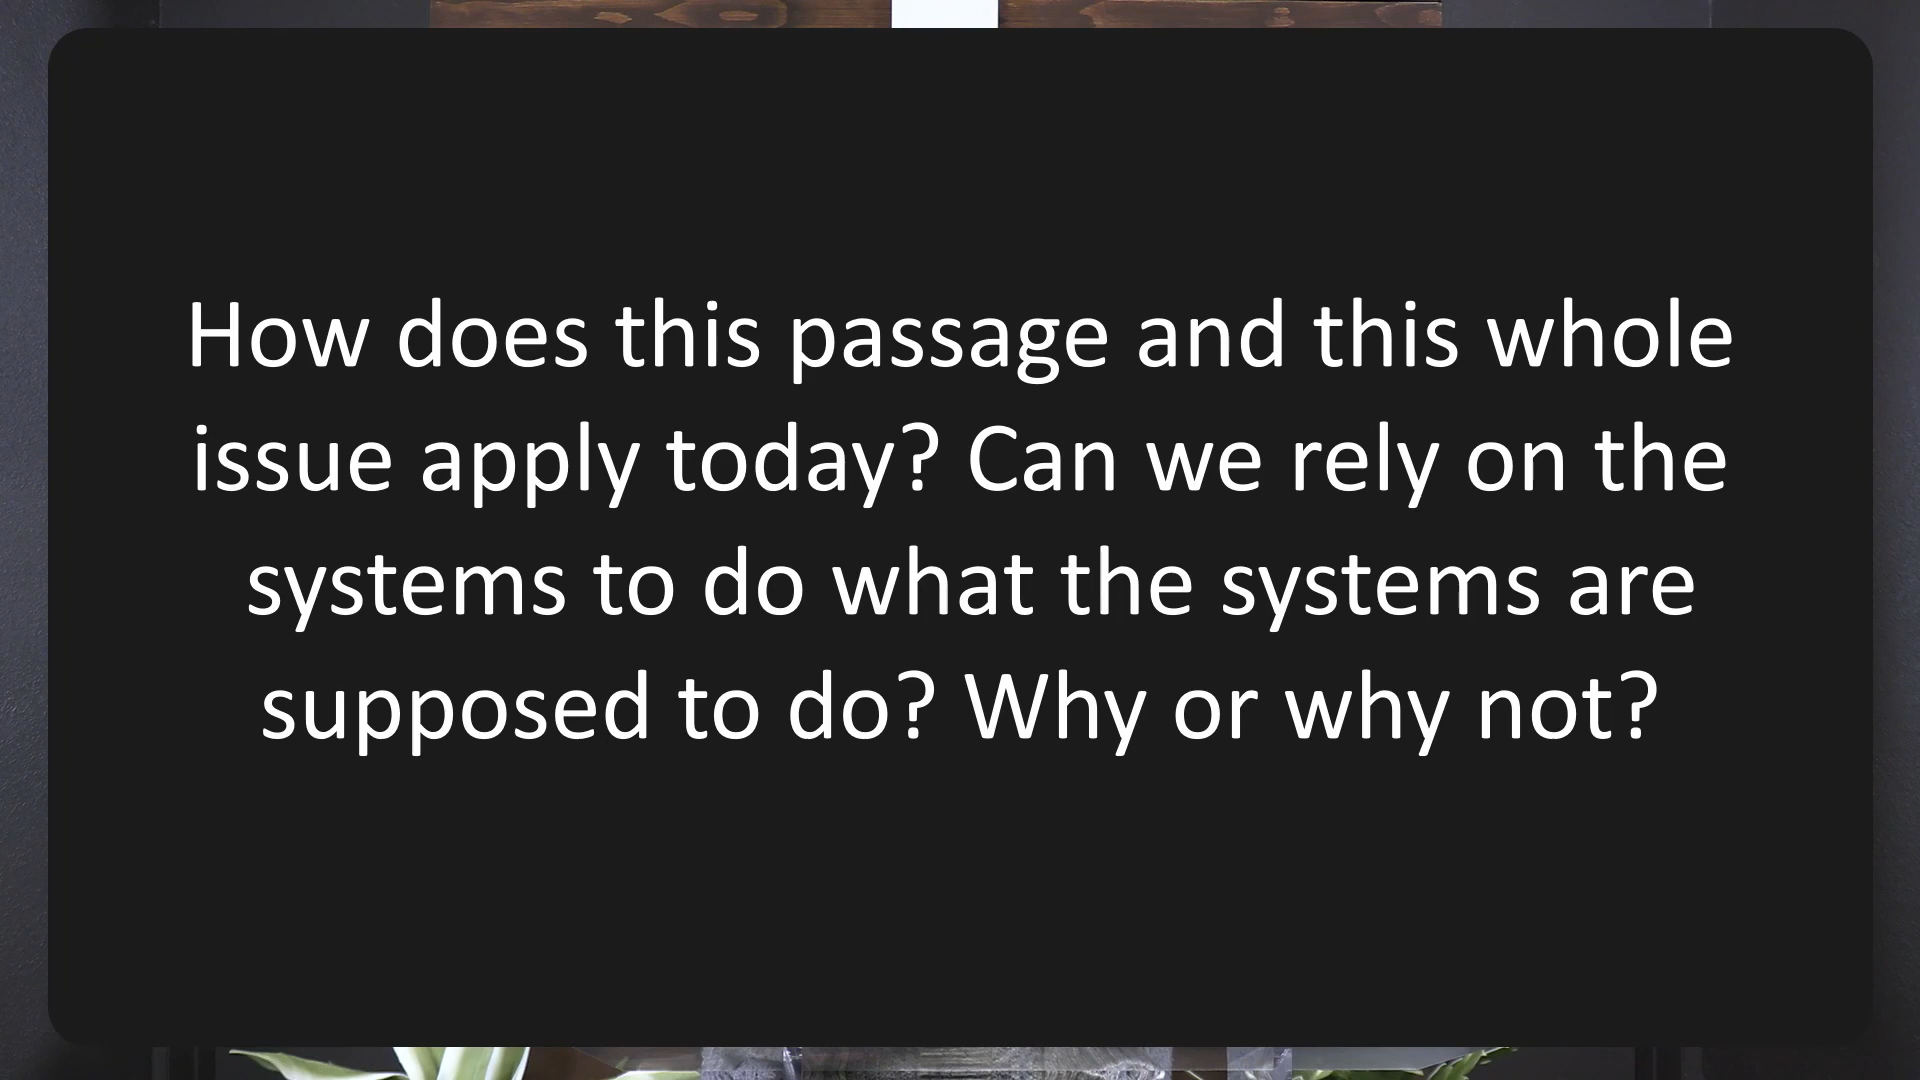 How does this passage and this whole
issue apply today? Can we rely on the
systems to do what the systems are
supposed to do? Why or why not?